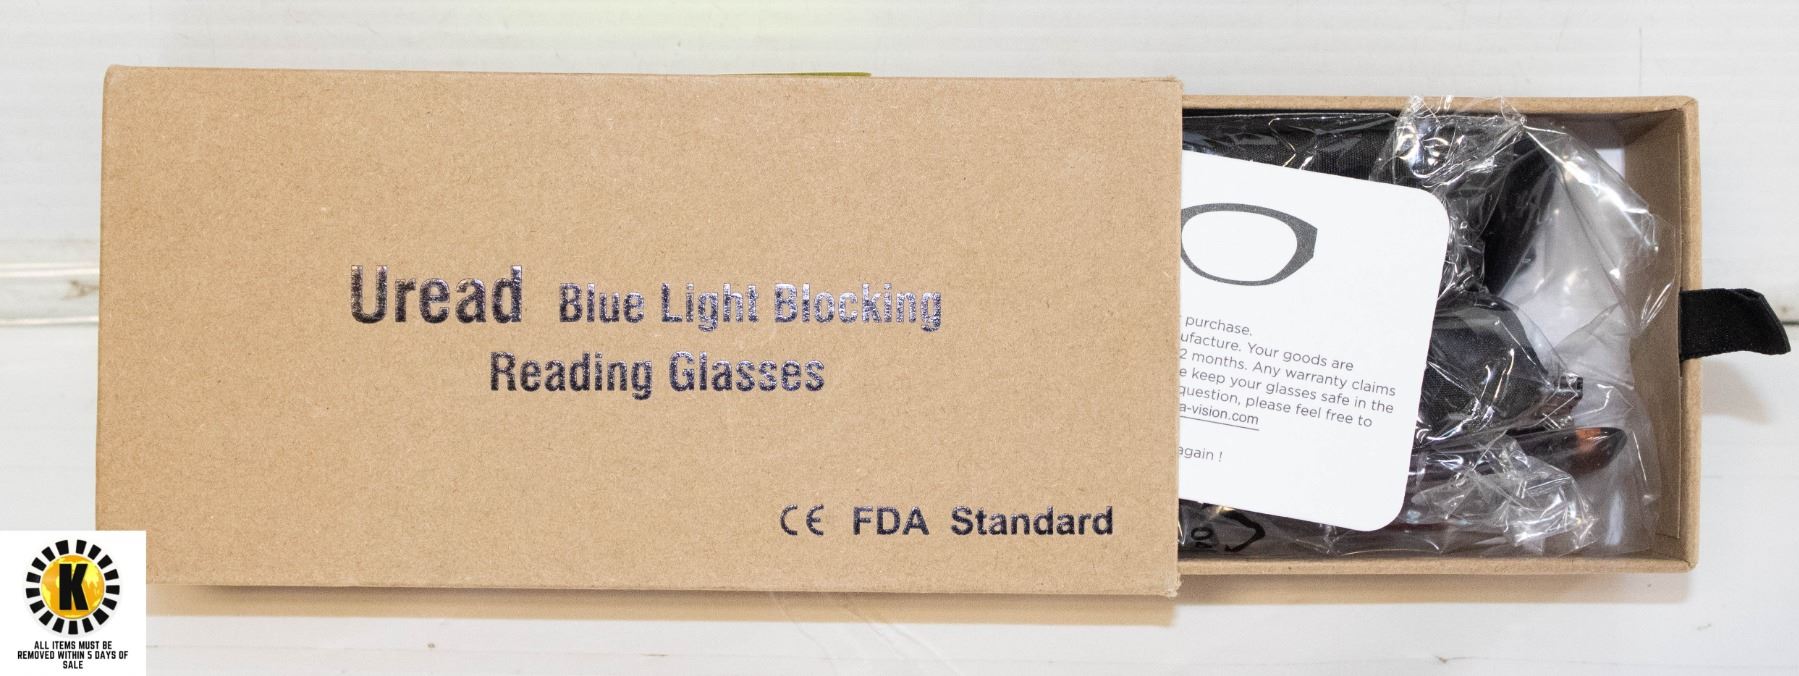 Uread Blue Light Blocking
Reading Glasses
CE FDA Standard
purchase.
ufacture. Your goods are
2 months. Any warranty claims
e keep your glasses safe in the
question, please feel free to
a-vision.com
again !
K
ALL ITEMS MUST BE
REMOVED WITHIN 5 DAYS OF
SALE